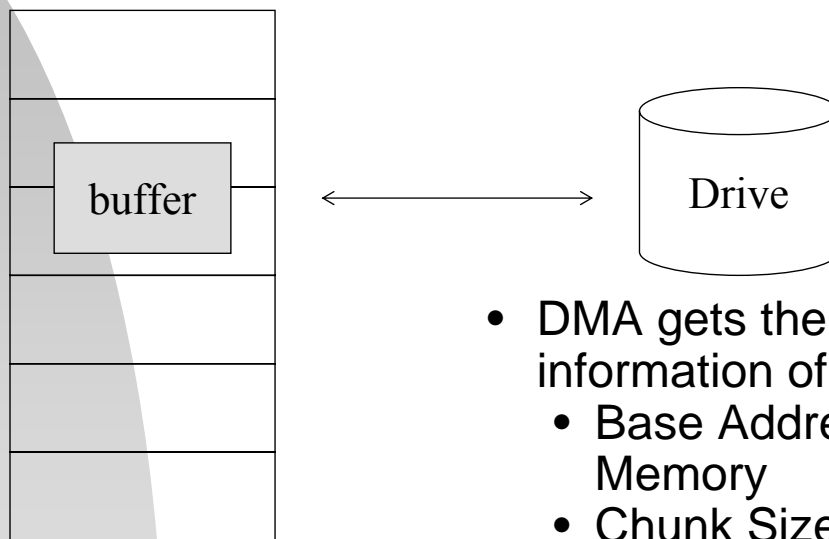 buffer
Drive
• DMA gets the
information of
• Base Addre
Memory
• Chunk Size